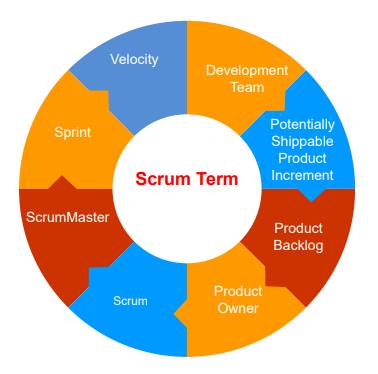 Velocity
Development
Team
Potentially
Shippable
Product
Increment
Sprint
Scrum Term
ScrumMaster
Product
Backlog
Scrum
Product
Owner